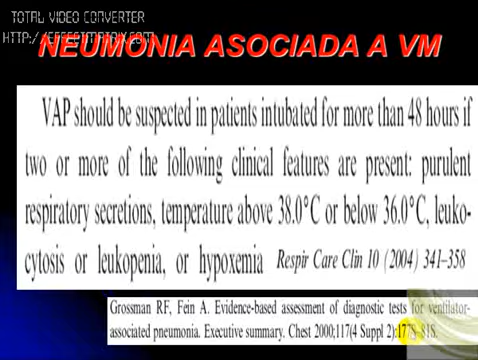 TOTAL VIDEO CONVERTER
HTTP://EFFECTMATRIX.COM
NEUMONIA ASOCIADA A VM
VAP should be suspected in patients intubated for more than 48 hours if
two or more of the following clinical features are present: purulent
respiratory secretions, temperature above 38.0°C or below 36.0°C, leuko-
cytosis or leukopenia, or hypoxemia Respir Care Clin 10 (2004) 341–358
Grossman RF, Fein A. Evidence-based assessment of diagnostic tests for ventilator-
associated pneumonia. Executive summary. Chest 2000;117(4 Suppl 2):